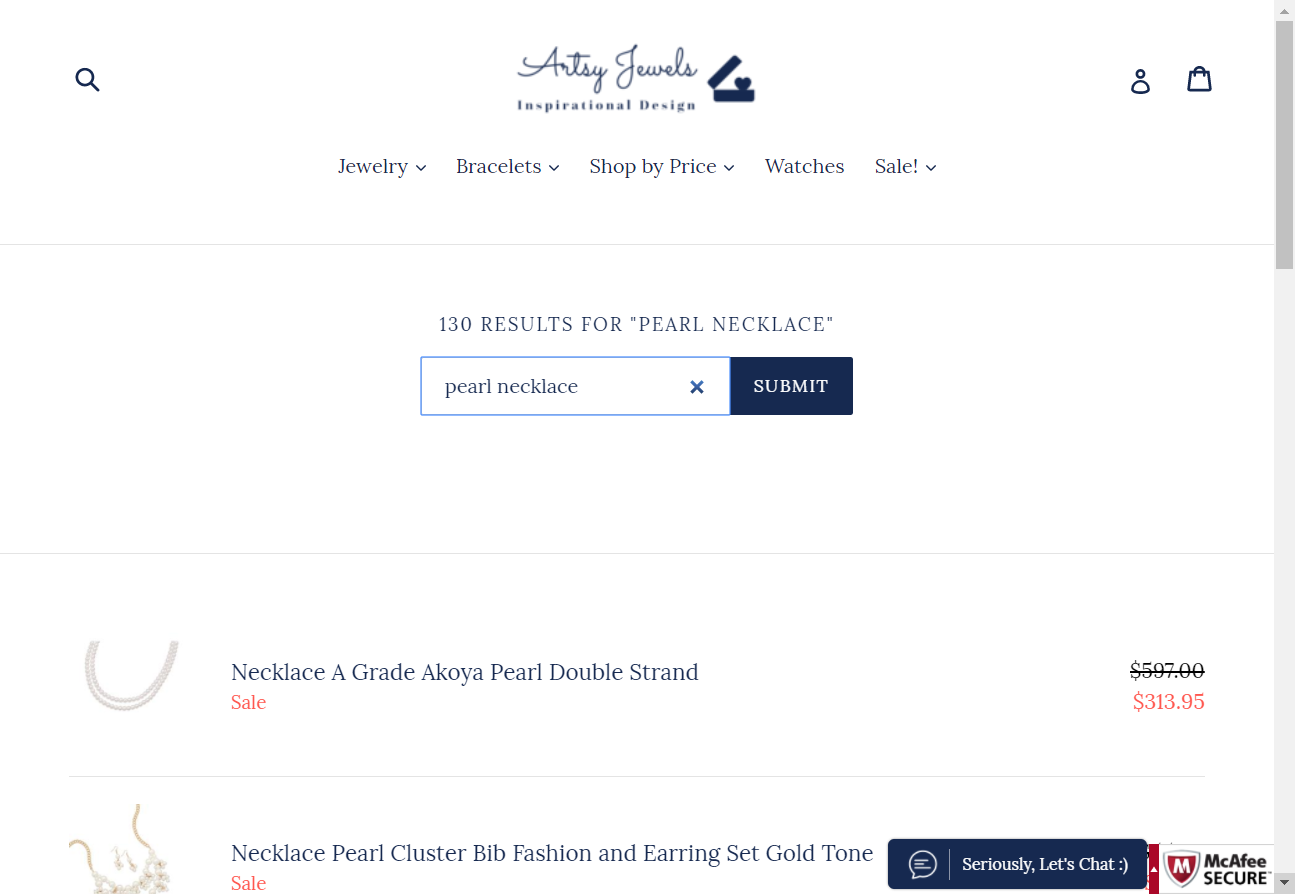 Artsy Jewels
Inspirational Design
Jewelry
Bracelets
Shop by Price
Watches
Sale!
130 RESULTS FOR "PEARL NECKLACE"
pearl necklace
SUBMIT
Necklace A Grade Akoya Pearl Double Strand
Sale
$597.00
$313.95
Necklace Pearl Cluster Bib Fashion and Earring Set Gold Tone
Sale
Seriously, Let's Chat :)
McAfee
SECURE